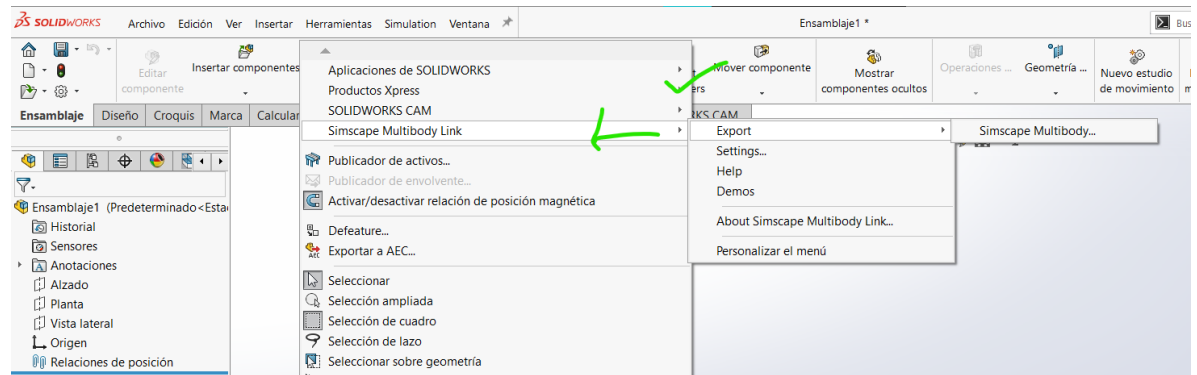 SOLIDWORKS Archivo Edición Ver Insertar Herramientas Simulation Ventana Ensamblaje1 * Bus
Editar componente
Insertar componentes
Mover componente
Mostrar componentes ocultos
Operaciones ...
Geometría ...
Nuevo estudio de movimiento
Ensamblaje Diseño Croquis Marca Calcular
KS CAM
Ensamblaje1 (Predeterminado<Esta
Historial
Sensores
Anotaciones
Alzado
Planta
Vista lateral
Origen
Relaciones de posición
Aplicaciones de SOLIDWORKS
Productos Xpress
SOLIDWORKS CAM
Simscape Multibody Link
Publicador de activos...
Publicador de envolvente...
Activar/desactivar relación de posición magnética
Defeature...
Exportar a AEC...
Seleccionar
Selección ampliada
Selección de cuadro
Selección de lazo
Seleccionar sobre geometría
Export
Settings...
Help
Demos
About Simscape Multibody Link...
Personalizar el menú
Simscape Multibody...